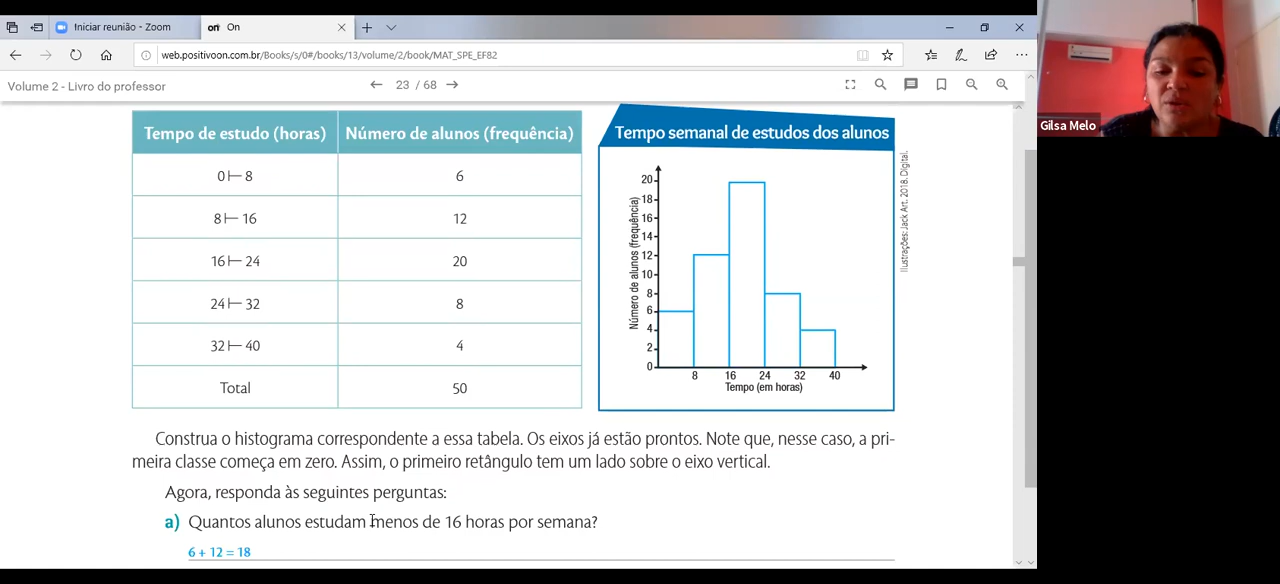 Iniciar reunião - Zoom
On
web.positivoon.com.br/Books/s/0#/books/13/volume/2/book/MAT_SPE_EF82
Volume 2 - Livro do professor
23 / 68
Gilsa Melo
Tempo de estudo (horas) Número de alunos (frequência)
0 ⊢ 8 6
8 ⊢ 16 12
16 ⊢ 24 20
24 ⊢ 32 8
32 ⊢ 40 4
Total 50
Tempo semanal de estudos dos alunos
Número de alunos (frequência)
20
18
16
14
12
10
8
6
4
2
0
8 16 24 32 40
Tempo (em horas)
Ilustrações: Jack Art. 2018. Digital.
Construa o histograma correspondente a essa tabela. Os eixos já estão prontos. Note que, nesse caso, a pri-
meira classe começa em zero. Assim, o primeiro retângulo tem um lado sobre o eixo vertical.
Agora, responda às seguintes perguntas:
a) Quantos alunos estudam menos de 16 horas por semana?
6 + 12 = 18